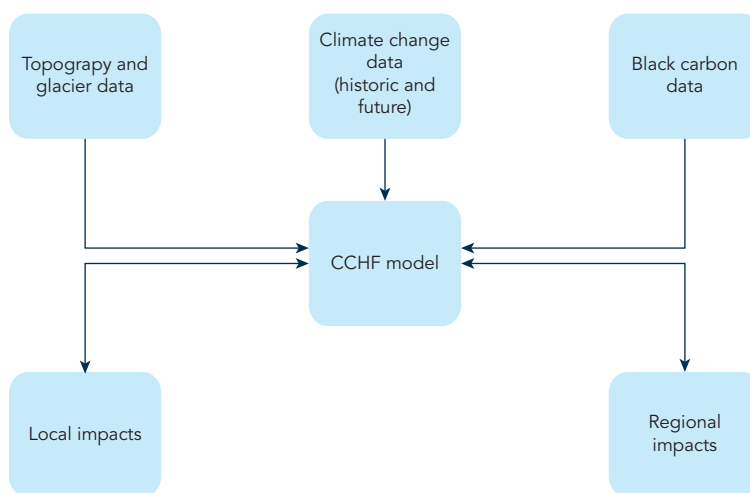 Topograpy and
glacier data
Climate change
data
(historic and
future)
Black carbon
data
CCHF model
Local impacts
Regional
impacts